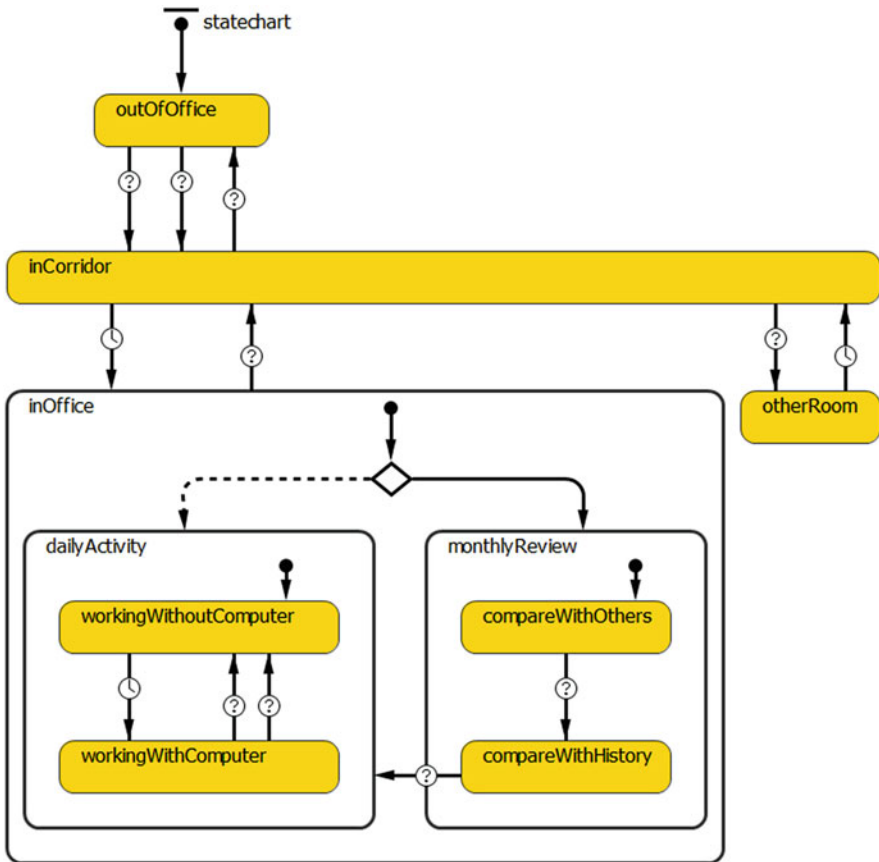 statechart
outOfOffice
?
?
?
inCorridor
?
?
inOffice
otherRoom
dailyActivity
monthlyReview
workingWithoutComputer
compareWithOthers
?
?
?
workingWithComputer
compareWithHistory
?